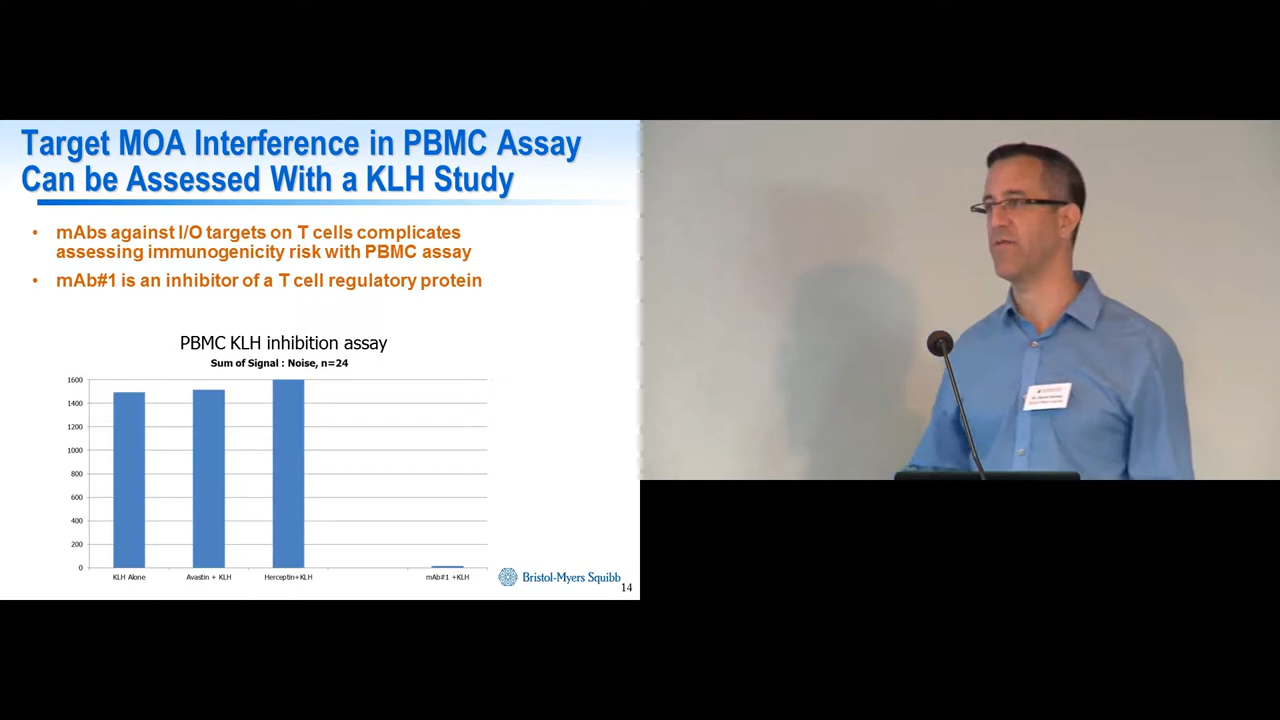 Target MOA Interference in PBMC Assay
Can be Assessed With a KLH Study
• mAbs against I/O targets on T cells complicates
assessing immunogenicity risk with PBMC assay
• mAb#1 is an inhibitor of a T cell regulatory protein
PBMC KLH inhibition assay
Sum of Signal : Noise, n=24
1600
1400
1200
1000
800
600
400
200
0
KLH Alone
Avastin + KLH
Herceptin+KLH
mAb#1 +KLH
Bristol-Myers Squibb
14